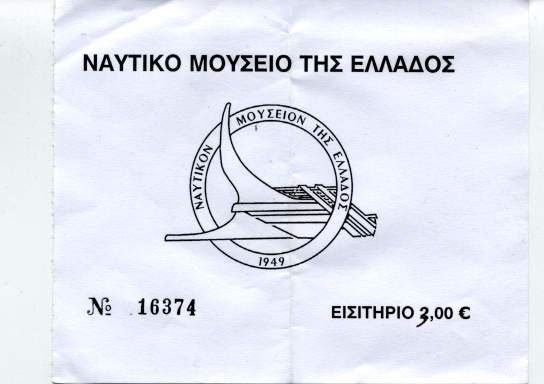 ΝΑΥΤΙΚΟ ΜΟΥΣΕΙΟ ΤΗΣ ΕΛΛΑΔΟΣ
ΝΑΥΤΙΚΟΝ ΜΟΥΣΕΙΟΝ ΤΗΣ ΕΛΛΑΔΟΣ
1949
№ 16374
ΕΙΣΙΤΗΡΙΟ 3,00 €